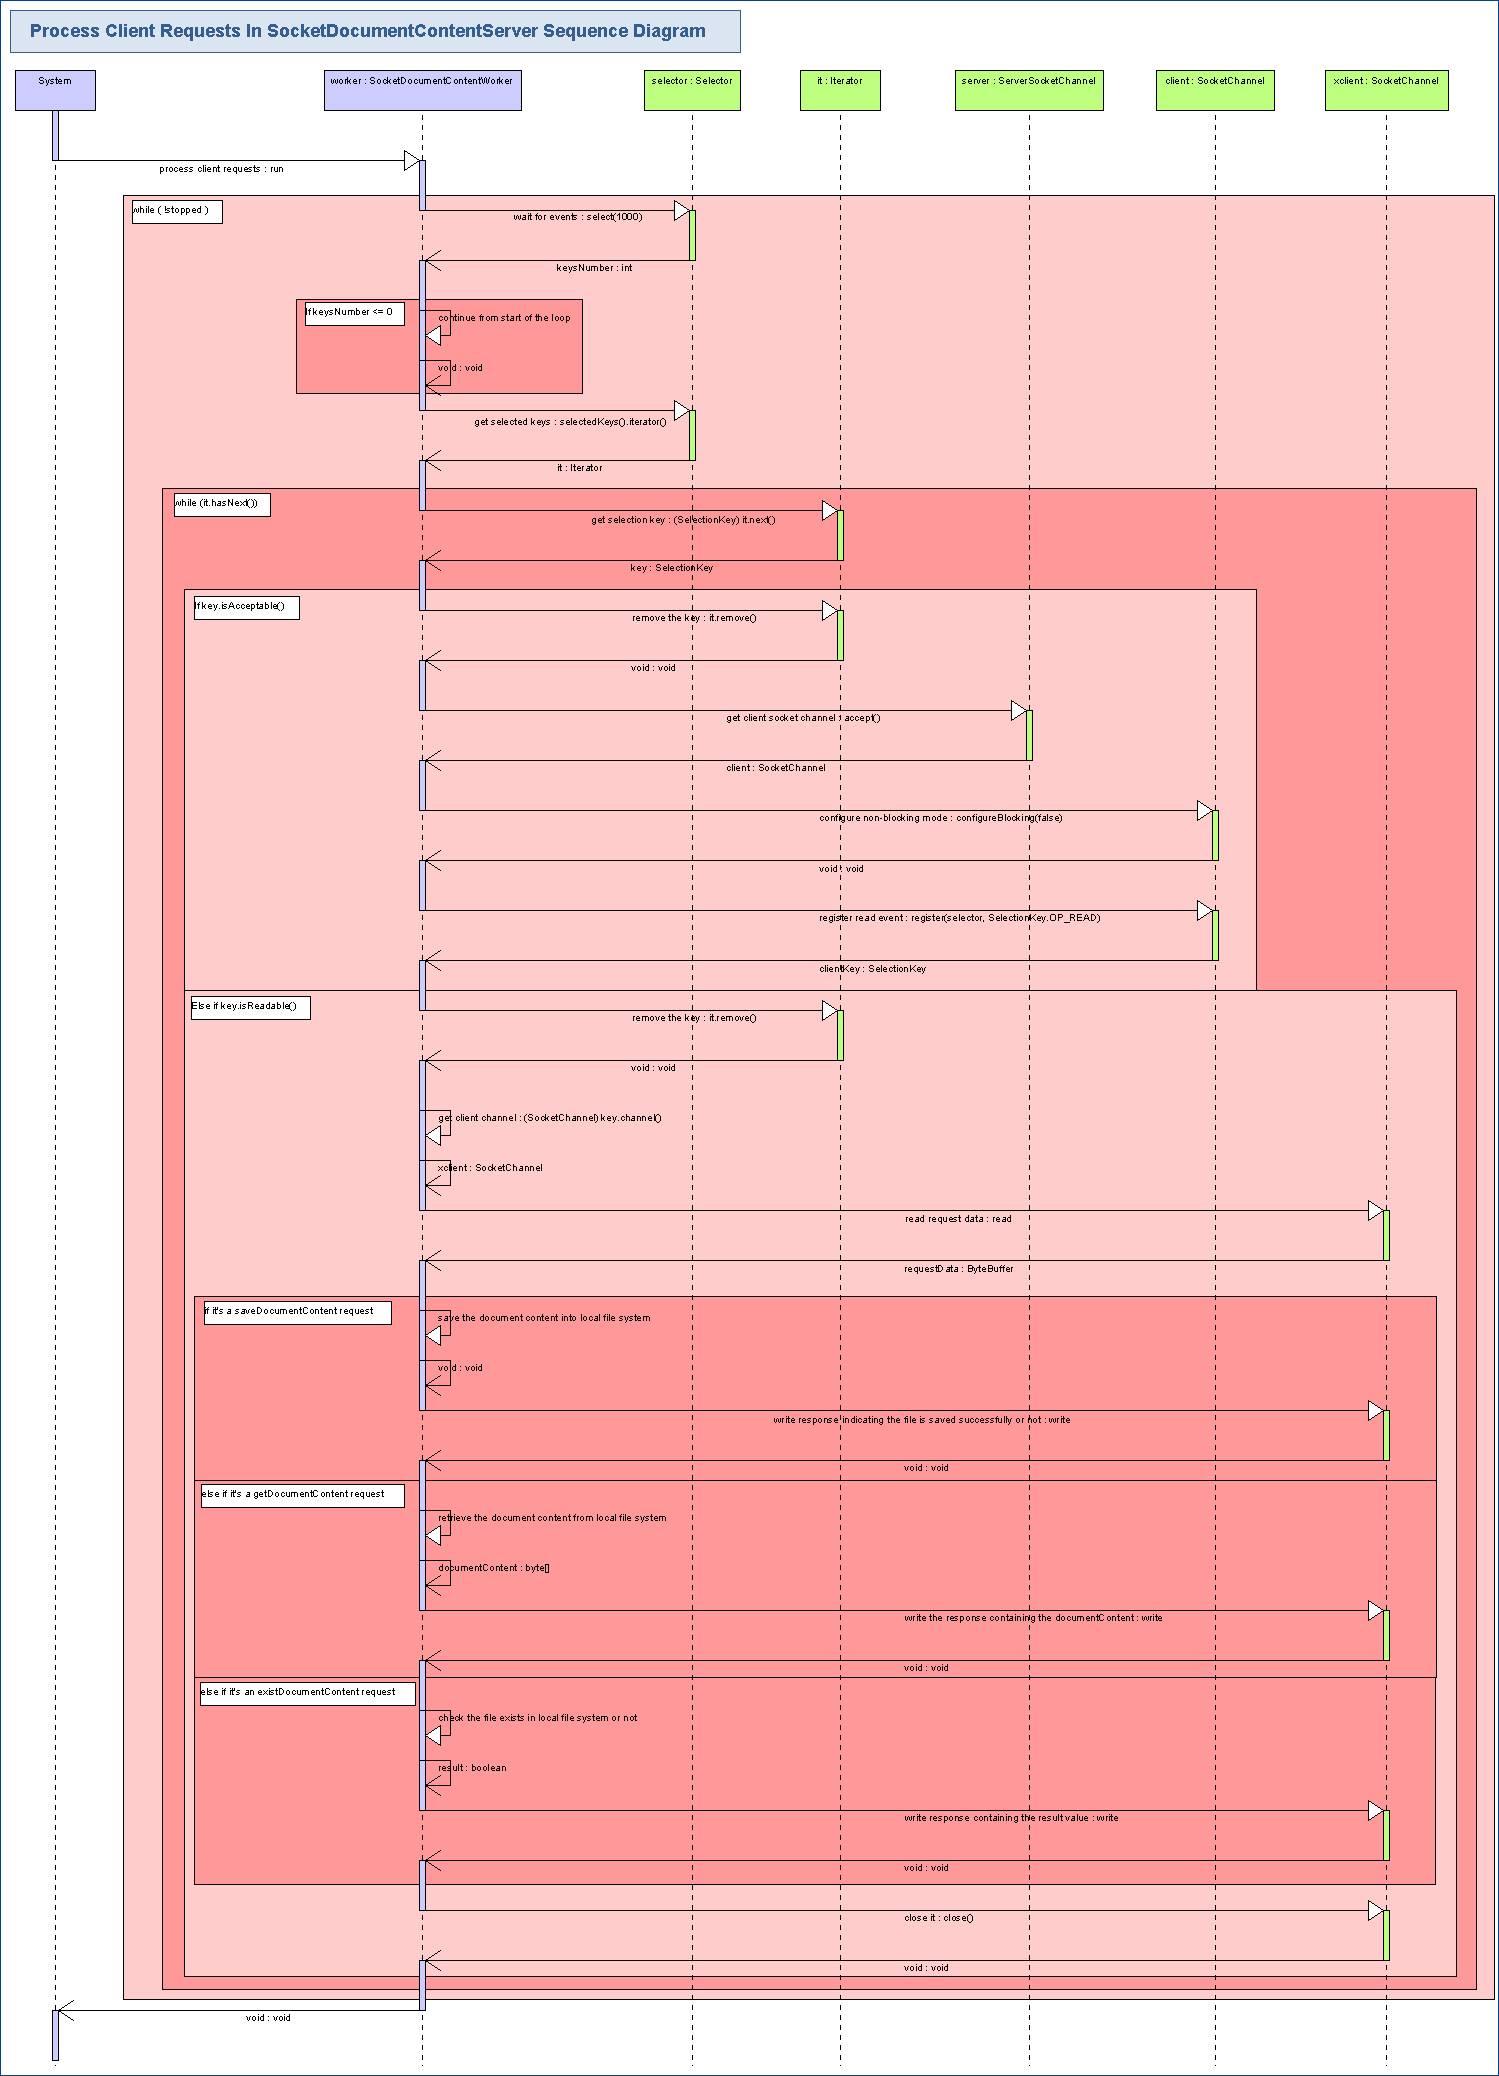 Process Client Requests In SocketDocumentContentServer Sequence Diagram
System
worker : SocketDocumentContentWorker
selector : Selector
it : Iterator
server : ServerSocketChannel
client : SocketChannel
xclient : SocketChannel
process client requests : run
while ( !stopped )
wait for events : select(1000)
keysNumber : int
If keysNumber <= 0
continue from start of the loop
void : void
get selected keys : selectedKeys().iterator()
it : Iterator
while (it.hasNext())
get selection key : (SelectionKey) it.next()
key : SelectionKey
If key.isAcceptable()
remove the key : it.remove()
void : void
get client socket channel : accept()
client : SocketChannel
configure non-blocking mode : configureBlocking(false)
void : void
register read event : register(selector, SelectionKey.OP_READ)
clientKey : SelectionKey
Else if key.isReadable()
remove the key : it.remove()
void : void
get client channel : (SocketChannel) key.channel()
xclient : SocketChannel
read request data : read
requestData : ByteBuffer
if it's a saveDocumentContent request
save the document content into local file system
void : void
write response indicating the file is saved successfully or not : write
void : void
else if it's a getDocumentContent request
retrieve the document content from local file system
documentContent : byte[]
write the response containing the documentContent : write
void : void
else if it's an existDocumentContent request
check the file exists in local file system or not
result : boolean
write response containing the result value : write
void : void
close it : close()
void : void
void : void